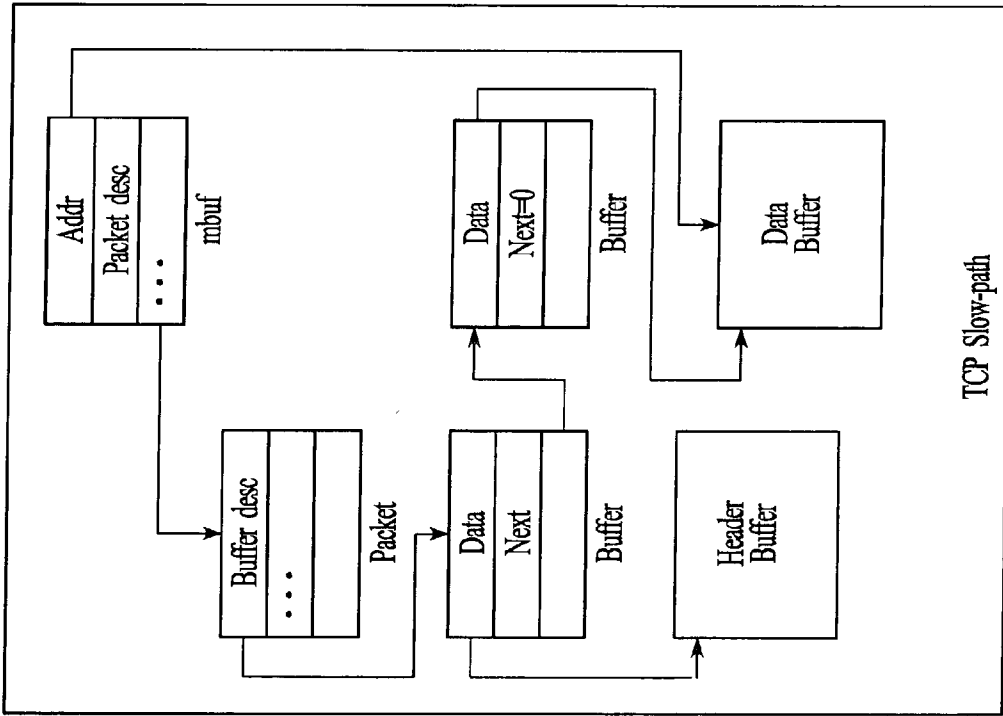 Addr
Packet desc
...
mbuf
Buffer desc
...
Packet
Data
Next
Buffer
Data
Next=0
Buffer
Header
Buffer
Data
Buffer
TCP Slow-path